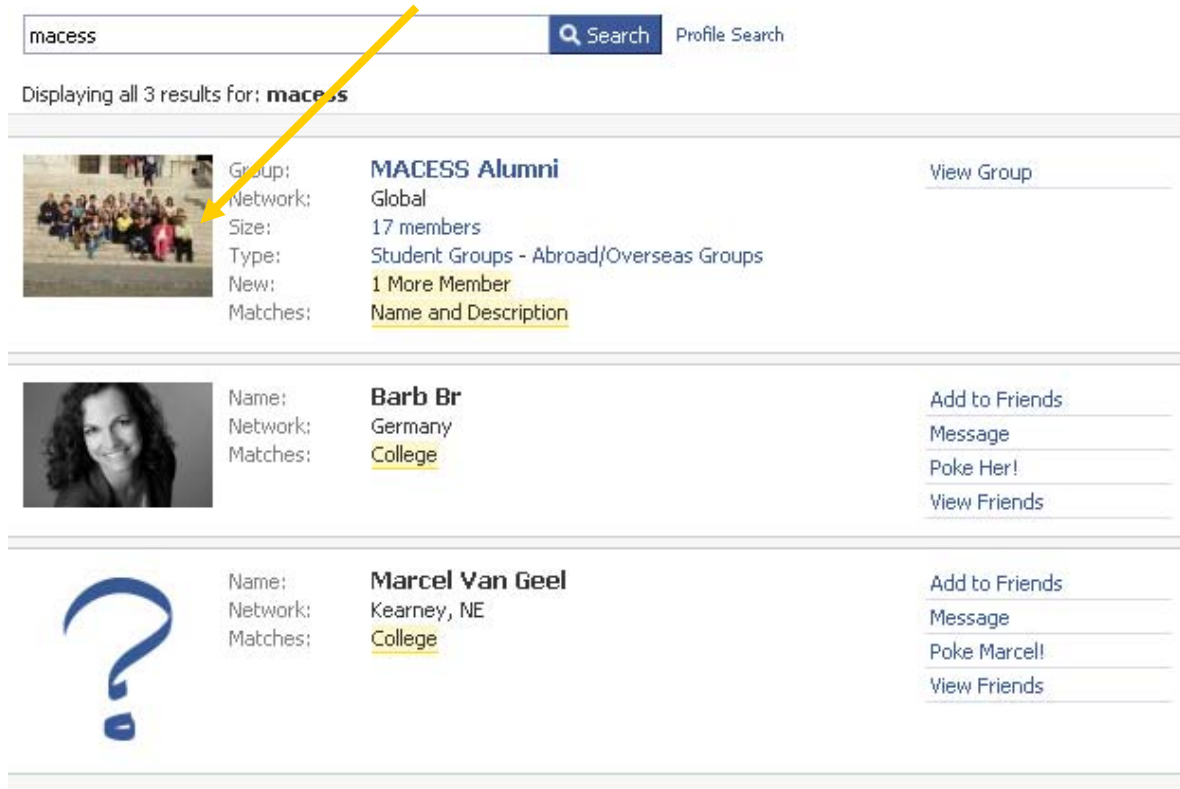 macess Search Profile Search
Displaying all 3 results for: macess
Group: MACESS Alumni View Group
Network: Global
Size: 17 members
Type: Student Groups - Abroad/Overseas Groups
New: 1 More Member
Matches: Name and Description
Name: Barb Br Add to Friends
Network: Germany Message
Matches: College Poke Her!
View Friends
Name: Marcel Van Geel Add to Friends
Network: Kearney, NE Message
Matches: College Poke Marcel!
View Friends